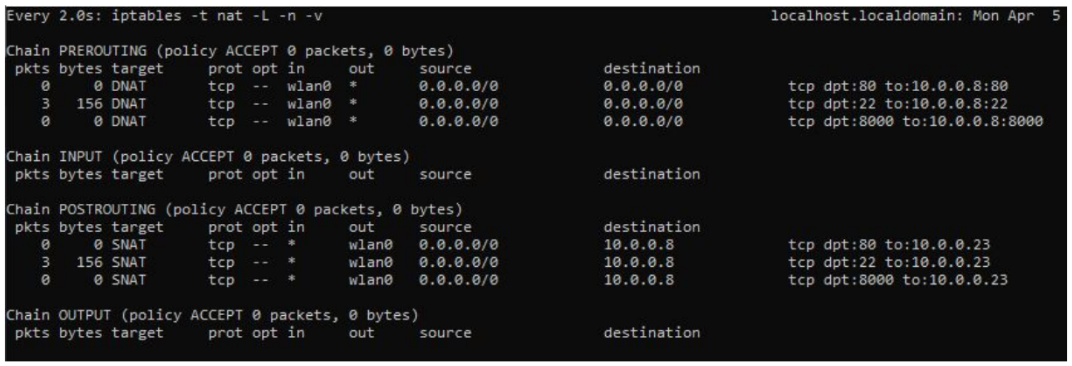 Every 2.0s: iptables -t nat -L -n -v localhost.localdomain: Mon Apr 5
Chain PREROUTING (policy ACCEPT 0 packets, 0 bytes)
pkts bytes target prot opt in out source destination
0 0 DNAT tcp -- wlan0 * 0.0.0.0/0 0.0.0.0/0 tcp dpt:80 to:10.0.0.8:80
3 156 DNAT tcp -- wlan0 * 0.0.0.0/0 0.0.0.0/0 tcp dpt:22 to:10.0.0.8:22
0 0 DNAT tcp -- wlan0 * 0.0.0.0/0 0.0.0.0/0 tcp dpt:8000 to:10.0.0.8:8000
Chain INPUT (policy ACCEPT 0 packets, 0 bytes)
pkts bytes target prot opt in out source destination
Chain POSTROUTING (policy ACCEPT 0 packets, 0 bytes)
pkts bytes target prot opt in out source destination
0 0 SNAT tcp -- * wlan0 0.0.0.0/0 10.0.0.8 tcp dpt:80 to:10.0.0.23
3 156 SNAT tcp -- * wlan0 0.0.0.0/0 10.0.0.8 tcp dpt:22 to:10.0.0.23
0 0 SNAT tcp -- * wlan0 0.0.0.0/0 10.0.0.8 tcp dpt:8000 to:10.0.0.23
Chain OUTPUT (policy ACCEPT 0 packets, 0 bytes)
pkts bytes target prot opt in out source destination